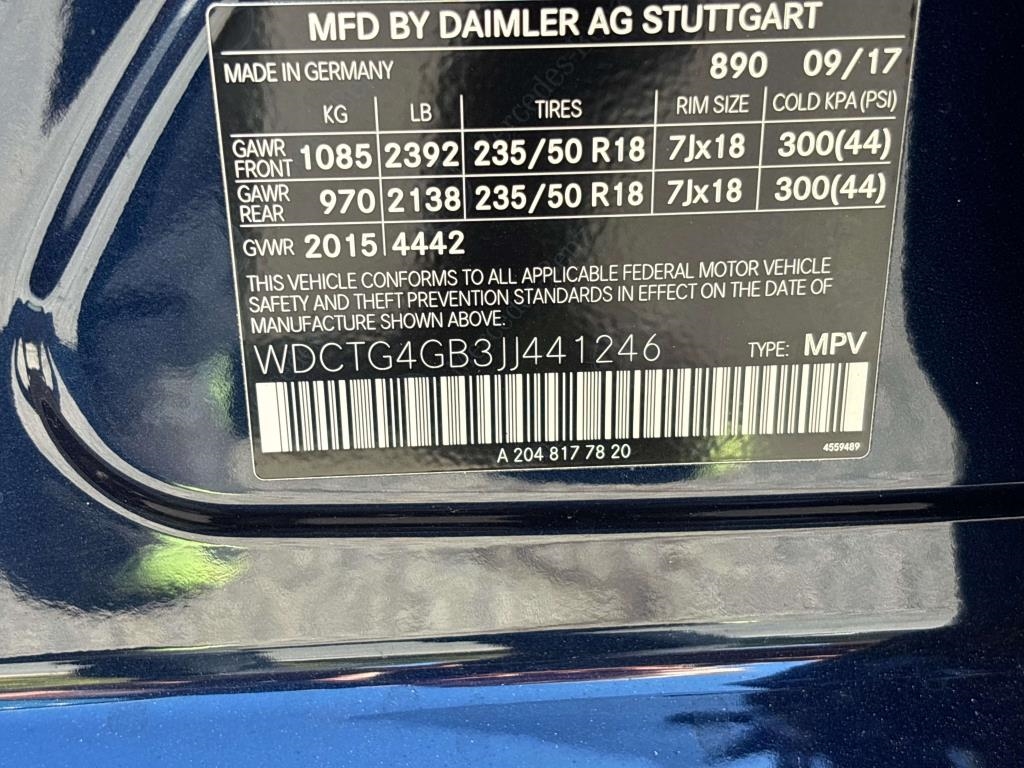 MFD BY DAIMLER AG STUTTGART
MADE IN GERMANY 890 09/17
KG LB TIRES RIM SIZE COLD KPA (PSI)
GAWR FRONT 1085 2392 235/50 R18 7Jx18 300(44)
GAWR REAR 970 2138 235/50 R18 7Jx18 300(44)
GVWR 2015 4442
THIS VEHICLE CONFORMS TO ALL APPLICABLE FEDERAL MOTOR VEHICLE
SAFETY AND THEFT PREVENTION STANDARDS IN EFFECT ON THE DATE OF
MANUFACTURE SHOWN ABOVE.
WDCTG4GB3JJ441246 TYPE: MPV
A 204 817 78 20 4559489